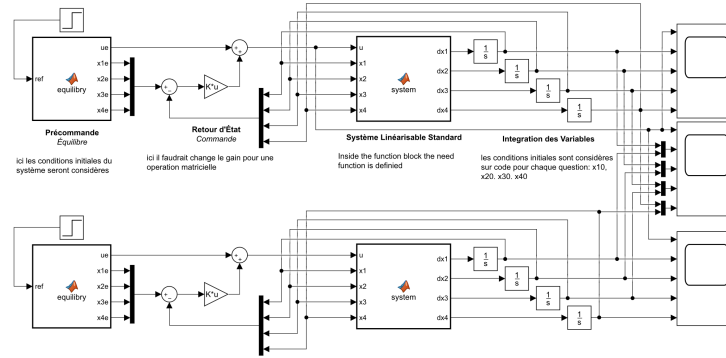 ref
equilibry
ue
x1e
x2e
x3e
x4e
K*u
u
x1
x2
x3
x4
system
dx1
dx2
dx3
dx4
1
s
1
s
1
s
1
s
Précommande
Équilibre
ici les conditions initiales du
système seront considères
Retour d'État
Commande
ici il faudrait change le gain pour une
operation matricielle
Système Linéarisable Standard
Inside the function block the need
function is definied
Integration des Variables
les conditions initiales sont considères
sur code pour chaque question: x10,
x20. x30. x40
ref
equilibry
ue
x1e
x2e
x3e
x4e
K*u
u
x1
x2
x3
x4
system
dx1
dx2
dx3
dx4
1
s
1
s
1
s
1
s